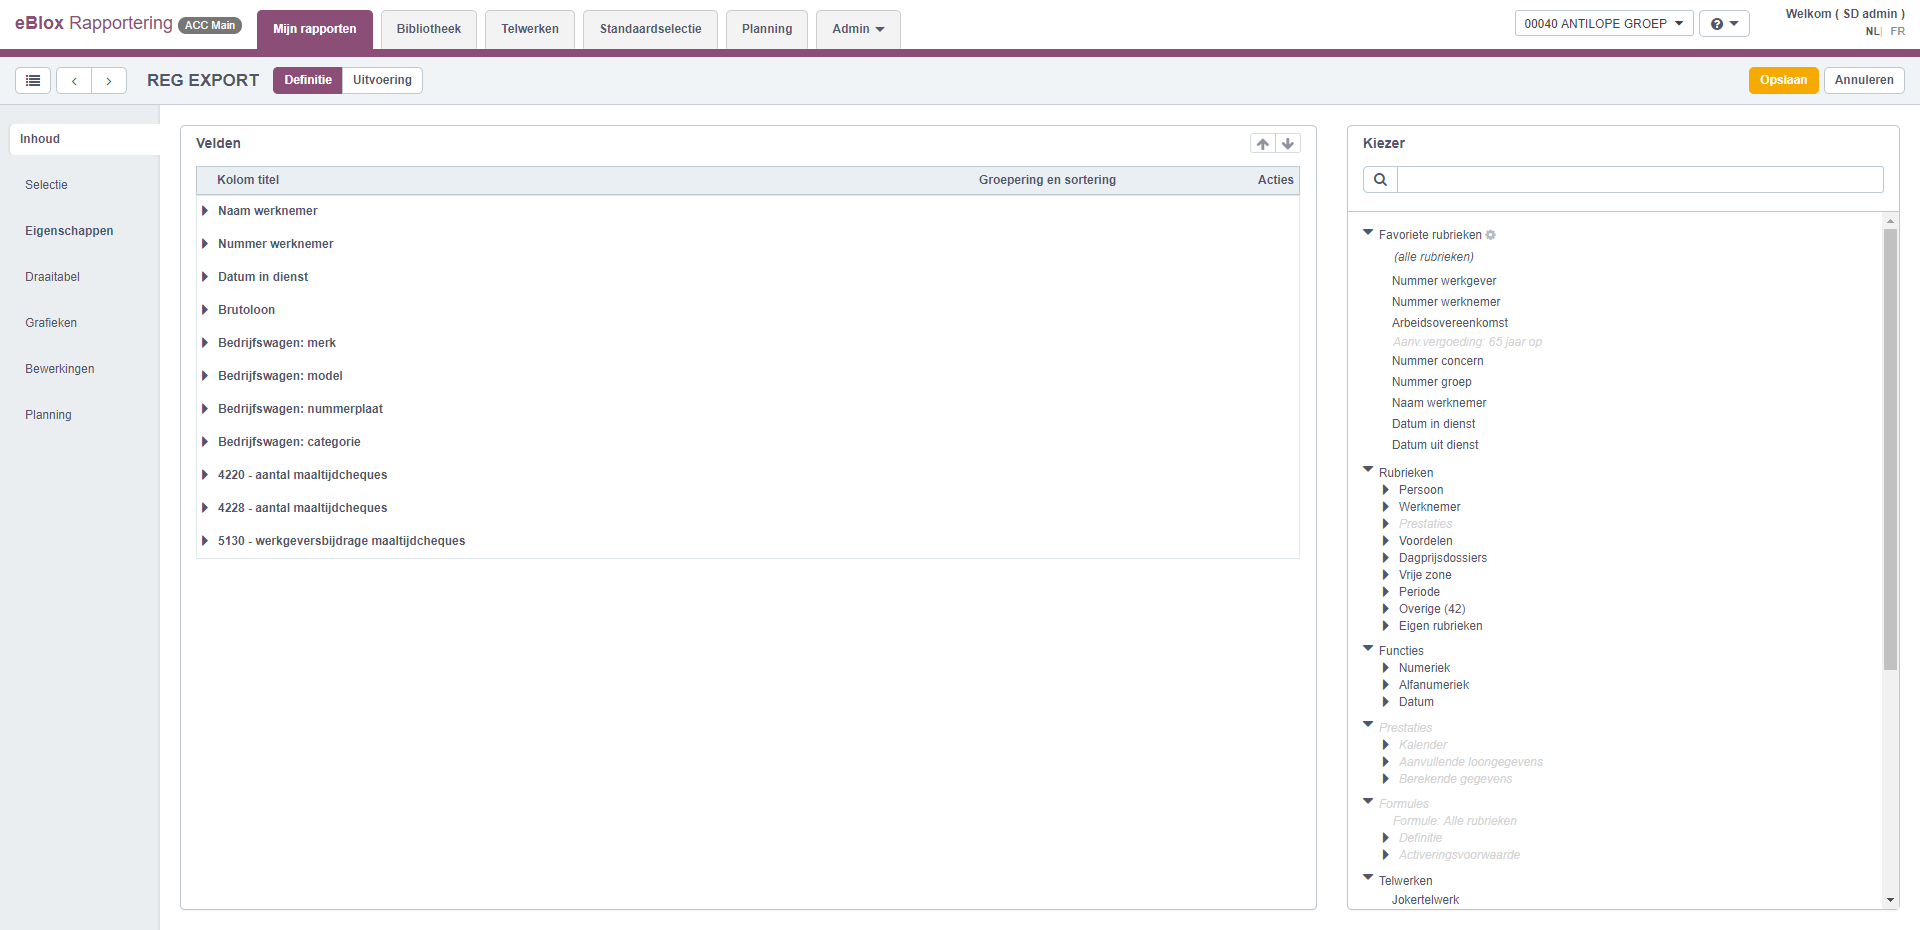 eBlox Rapportering ACC Main
Mijn rapporten
Bibliotheek
Telwerken
Standaardselectie
Planning
Admin
00040 ANTILOPE GROEP
Welkom ( SD admin )
NL| FR
REG EXPORT
Definitie
Uitvoering
Opslaan
Annuleren
Inhoud
Selectie
Eigenschappen
Draaitabel
Grafieken
Bewerkingen
Planning
Velden
Kolom titel
Groepering en sortering
Acties
Naam werknemer
Nummer werknemer
Datum in dienst
Brutoloon
Bedrijfswagen: merk
Bedrijfswagen: model
Bedrijfswagen: nummerplaat
Bedrijfswagen: categorie
4220 - aantal maaltijdcheques
4228 - aantal maaltijdcheques
5130 - werkgeversbijdrage maaltijdcheques
Kiezer
Favoriete rubrieken
(alle rubrieken)
Nummer werkgever
Nummer werknemer
Arbeidsovereenkomst
Aanv.vergoeding: 65 jaar op
Nummer concern
Nummer groep
Naam werknemer
Datum in dienst
Datum uit dienst
Rubrieken
Persoon
Werknemer
Prestaties
Voordelen
Dagprijsdossiers
Vrije zone
Periode
Overige (42)
Eigen rubrieken
Functies
Numeriek
Alfanumeriek
Datum
Prestaties
Kalender
Aanvullende loongegevens
Berekende gegevens
Formules
Formule: Alle rubrieken
Definitie
Activeringsvoorwaarde
Telwerken
Jokertelwerk